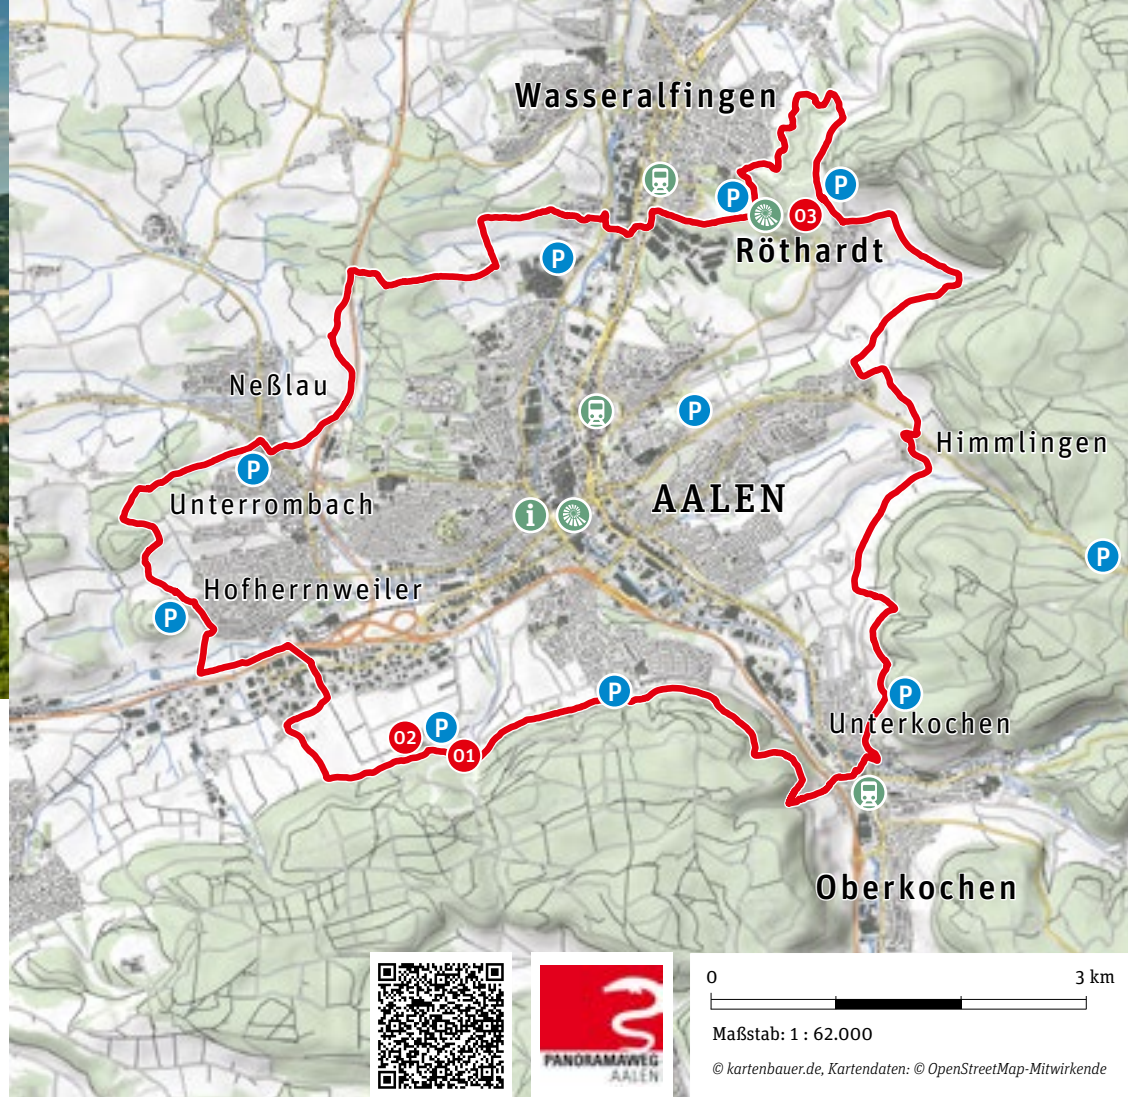 Wasseralfingen
P
P
03
Röthardt
P
Neßlau
P
Himmlingen
P
Unterrombach
AALEN
i
P
Hofherrnweiler
P
P
P
Unterkochen
02
P
01
Oberkochen
0
3 km
Maßstab: 1 : 62.000
© kartenbauer.de, Kartendaten: © OpenStreetMap-Mitwirkende
PANORAMAWEG
AALEN